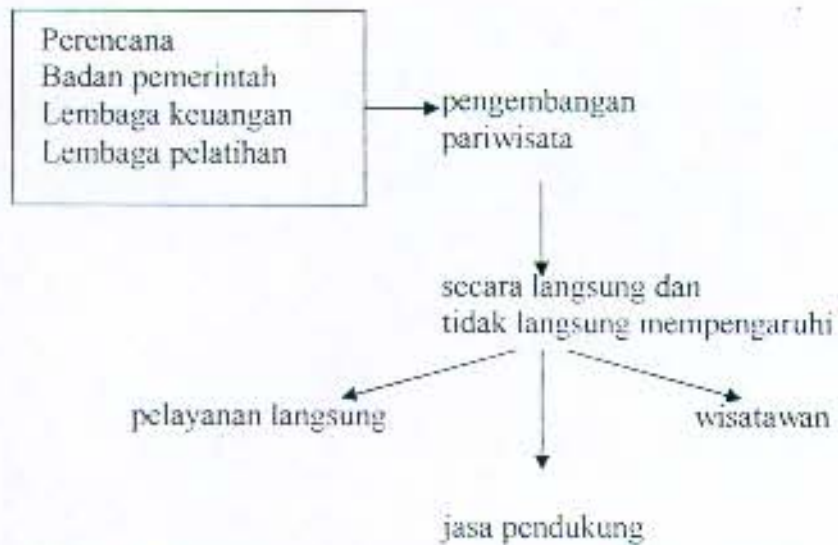 Perencana
Badan pemerintah
Lembaga keuangan
Lembaga pelatihan
pengembangan
pariwisata
secara langsung dan
tidak langsung mempengaruhi
pelayanan langsung
wisatawan
jasa pendukung